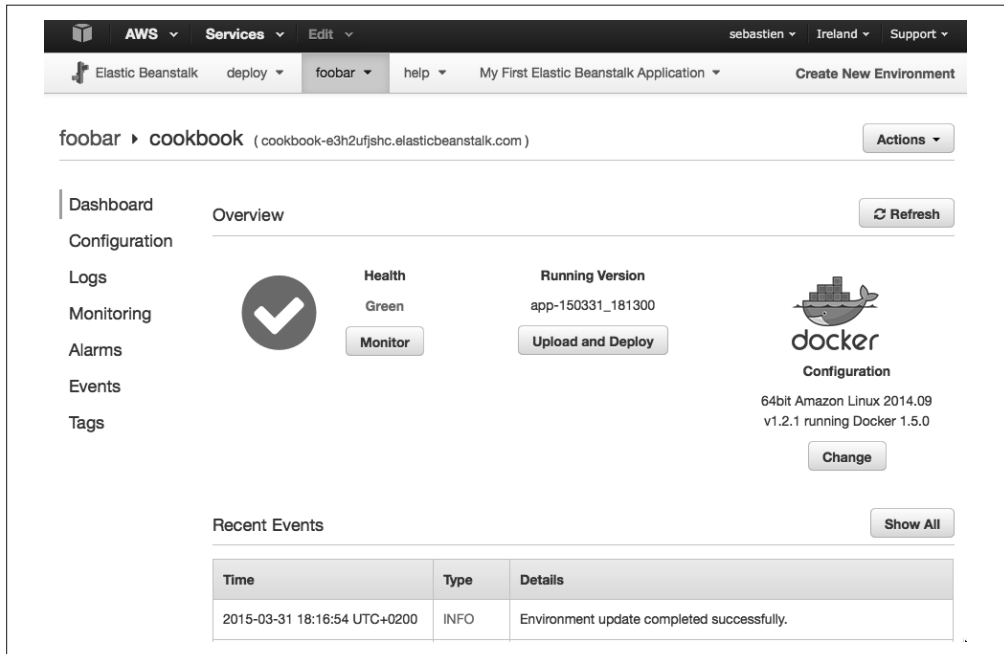 AWS Services Edit sebastien Ireland Support
Elastic Beanstalk deploy foobar help My First Elastic Beanstalk Application Create New Environment
foobar cookbook ( cookbook-e3h2ufjshc.elasticbeanstalk.com ) Actions
Dashboard
Configuration
Logs
Monitoring
Alarms
Events
Tags
Overview Refresh
Health
Green
Monitor
Running Version
app-150331_181300
Upload and Deploy
docker
Configuration
64bit Amazon Linux 2014.09
v1.2.1 running Docker 1.5.0
Change
Recent Events Show All
Time Type Details
2015-03-31 18:16:54 UTC+0200 INFO Environment update completed successfully.